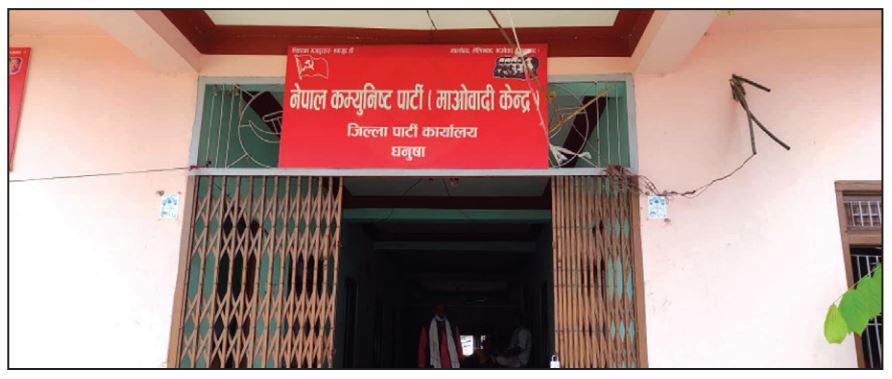 नेपाल कम्युनिष्ट पार्टी ( माओवादी केन्द्र )
जिल्ला पार्टी कार्यालय
धनुषा